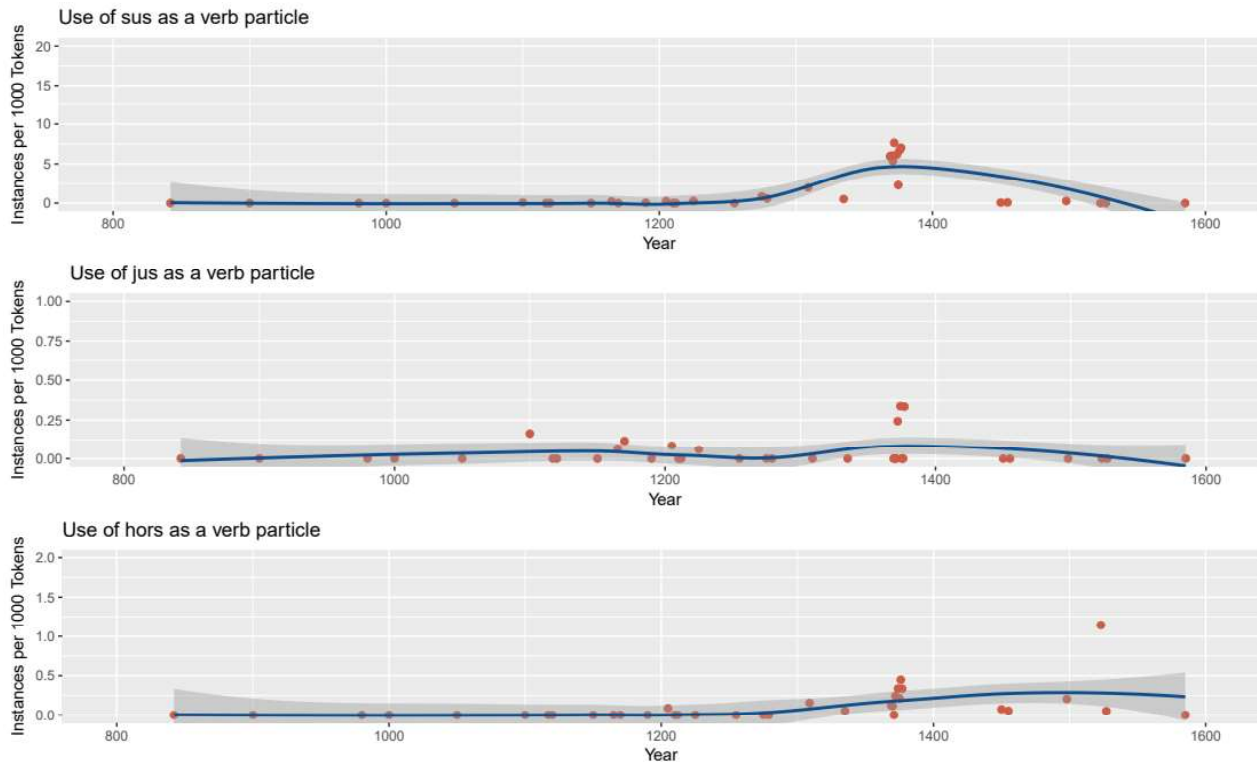 Use of sus as a verb particle
Instances per 1000 Tokens
20
15
10
5
0
800 1000 1200 1400 1600
Year
Use of jus as a verb particle
Instances per 1000 Tokens
1.00
0.75
0.50
0.25
0.00
800 1000 1200 1400 1600
Year
Use of hors as a verb particle
Instances per 1000 Tokens
2.0
1.5
1.0
0.5
0.0
800 1000 1200 1400 1600
Year